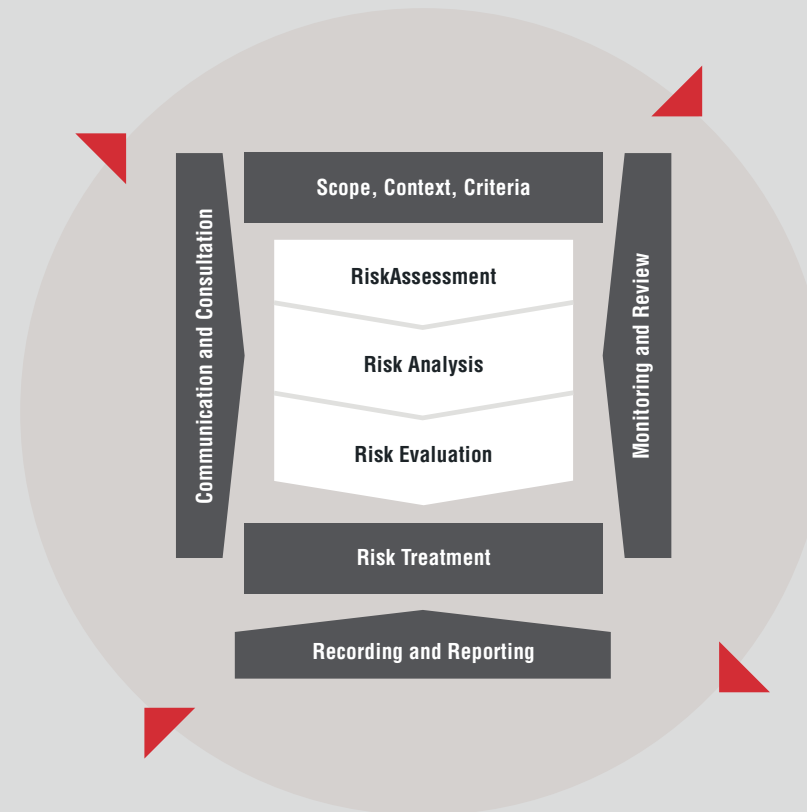 Scope, Context, Criteria
Communication and Consultation
RiskAssessment
Risk Analysis
Risk Evaluation
Monitoring and Review
Risk Treatment
Recording and Reporting